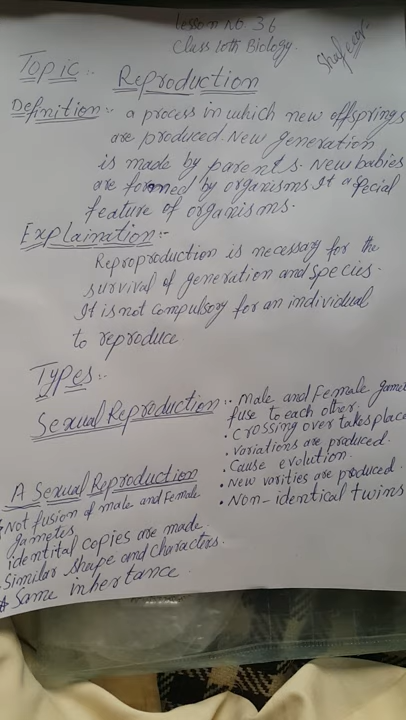 Lesson No. 36
Class 10th Biology.
Shafeeq.
Topic:-
Reproduction
Definition:- a process in which new offsprings
are produced. New generation
is made by parents. New babies
are formed by organisms. It a special
feature of organisms.
Explaination:-
Reproproduction is necessary for the
survival of generation and species.
It is not compulsory for an individual
to reproduce.
Types:-
Sexual Reproduction:- Male and Female gamet
fuse to each other.
• Crossing over takes place
• Variations are produced.
• Cause evolution.
• New varities are produced.
• Non-identical twins
A Sexual Reproduction
* Not fusion of male and Female
gametes
. identital copies are made.
. Similar shape and characters.
* Same inhertance.